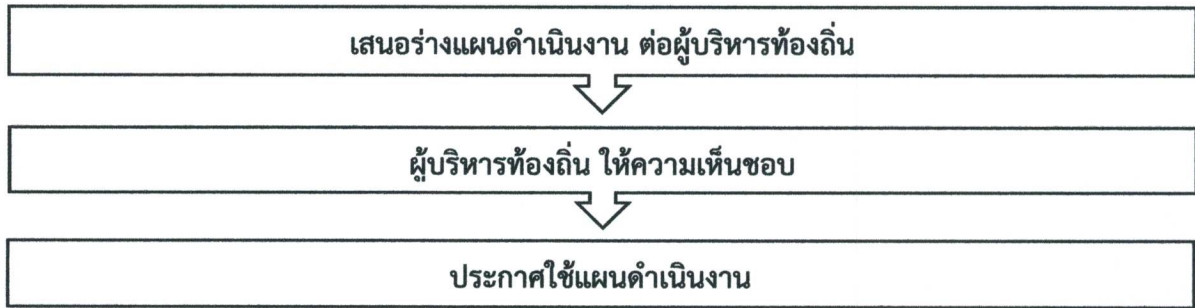 เสนอร่างแผนดำเนินงาน ต่อผู้บริหารท้องถิ่น
ผู้บริหารท้องถิ่น ให้ความเห็นชอบ
ประกาศใช้แผนดำเนินงาน